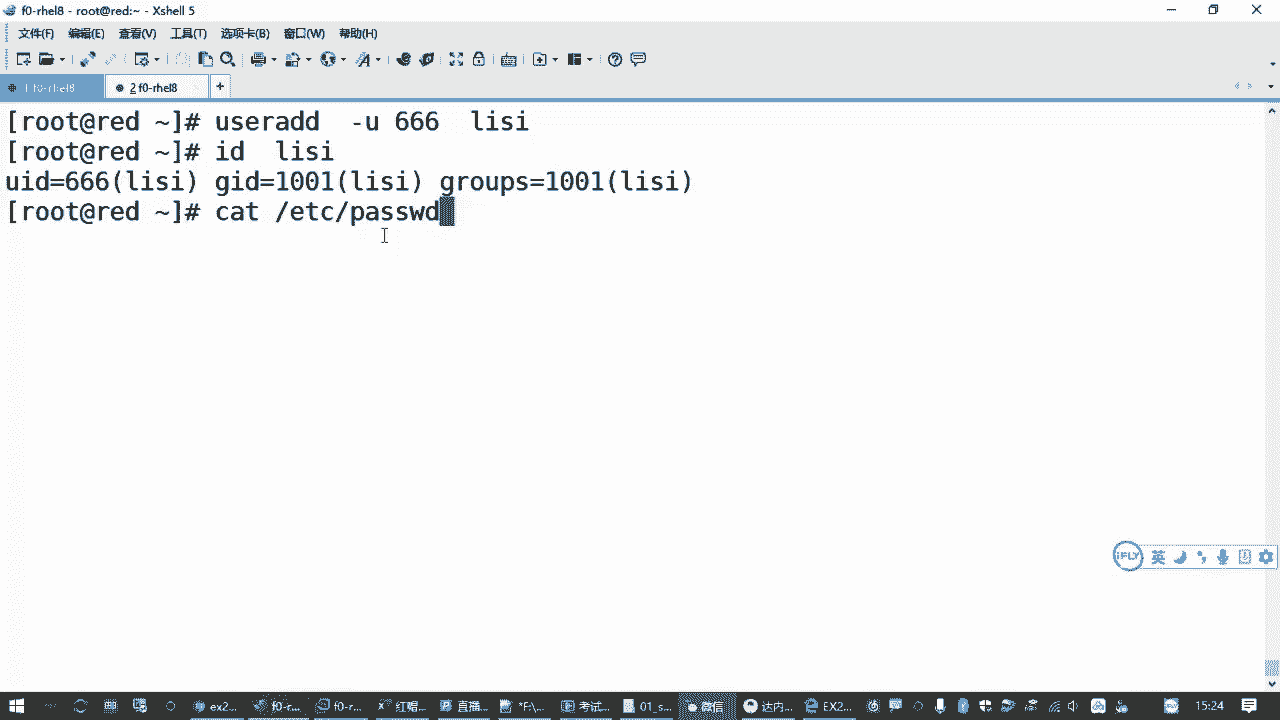 f0-rhel8 - root@red:~ - Xshell 5
文件(F) 编辑(E) 查看(V) 工具(T) 选项卡(B) 窗口(W) 帮助(H)
1 f0-rhel8 2 f0-rhel8 +
[root@red ~]# useradd  -u 666  lisi
[root@red ~]# id  lisi
uid=666(lisi) gid=1001(lisi) groups=1001(lisi)
[root@red ~]# cat /etc/passwd
iFLY 英
ex2... f0-r... f0-r... 红帽... 直播... *F:\... 考试... 01_s... 微信 达内... EX2... 15:24